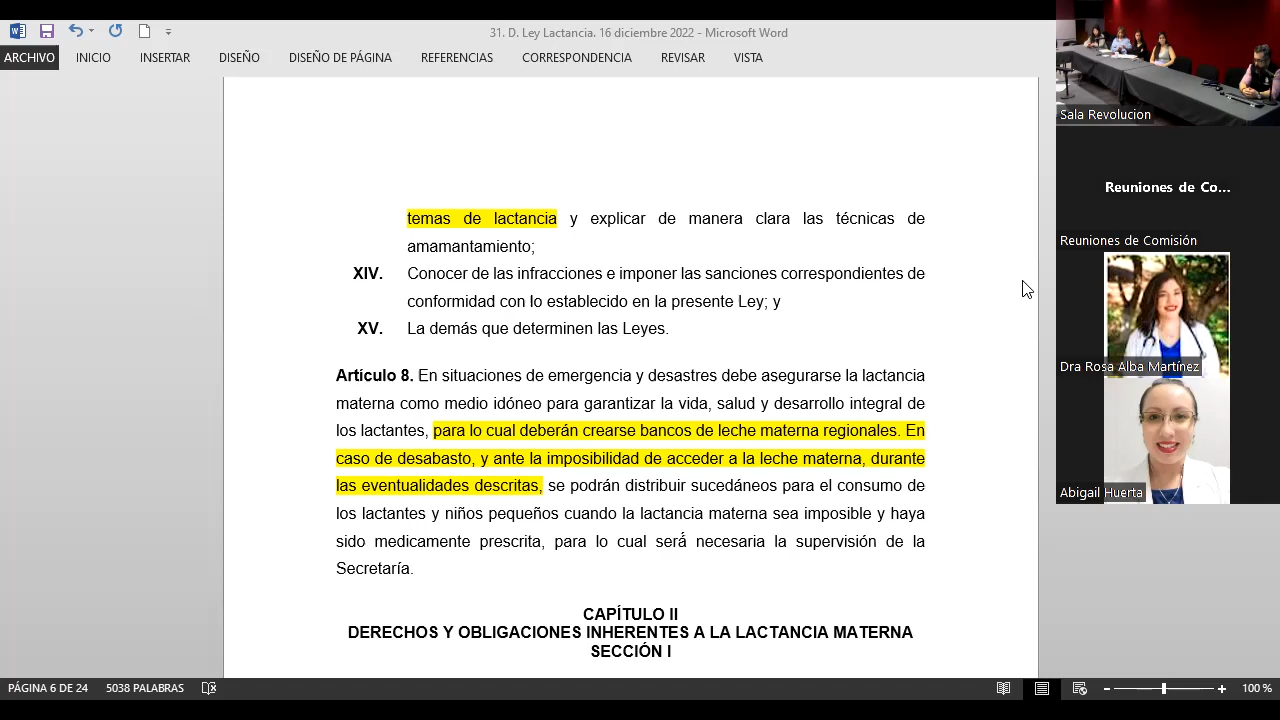 31. D. Ley Lactancia. 16 diciembre 2022 - Microsoft Word
ARCHIVO INICIO INSERTAR DISEÑO DISEÑO DE PÁGINA REFERENCIAS CORRESPONDENCIA REVISAR VISTA
temas de lactancia y explicar de manera clara las técnicas de
amamantamiento;
XIV. Conocer de las infracciones e imponer las sanciones correspondientes de
conformidad con lo establecido en la presente Ley; y
XV. La demás que determinen las Leyes.
Artículo 8. En situaciones de emergencia y desastres debe asegurarse la lactancia
materna como medio idóneo para garantizar la vida, salud y desarrollo integral de
los lactantes, para lo cual deberán crearse bancos de leche materna regionales. En
caso de desabasto, y ante la imposibilidad de acceder a la leche materna, durante
las eventualidades descritas, se podrán distribuir sucedáneos para el consumo de
los lactantes y niños pequeños cuando la lactancia materna sea imposible y haya
sido medicamente prescrita, para lo cual será necesaria la supervisión de la
Secretaría.
CAPÍTULO II
DERECHOS Y OBLIGACIONES INHERENTES A LA LACTANCIA MATERNA
SECCIÓN I
PÁGINA 6 DE 24 5038 PALABRAS 100 %
Sala Revolucion
Reuniones de Co...
Reuniones de Comisión
Dra Rosa Alba Martínez
Abigail Huerta